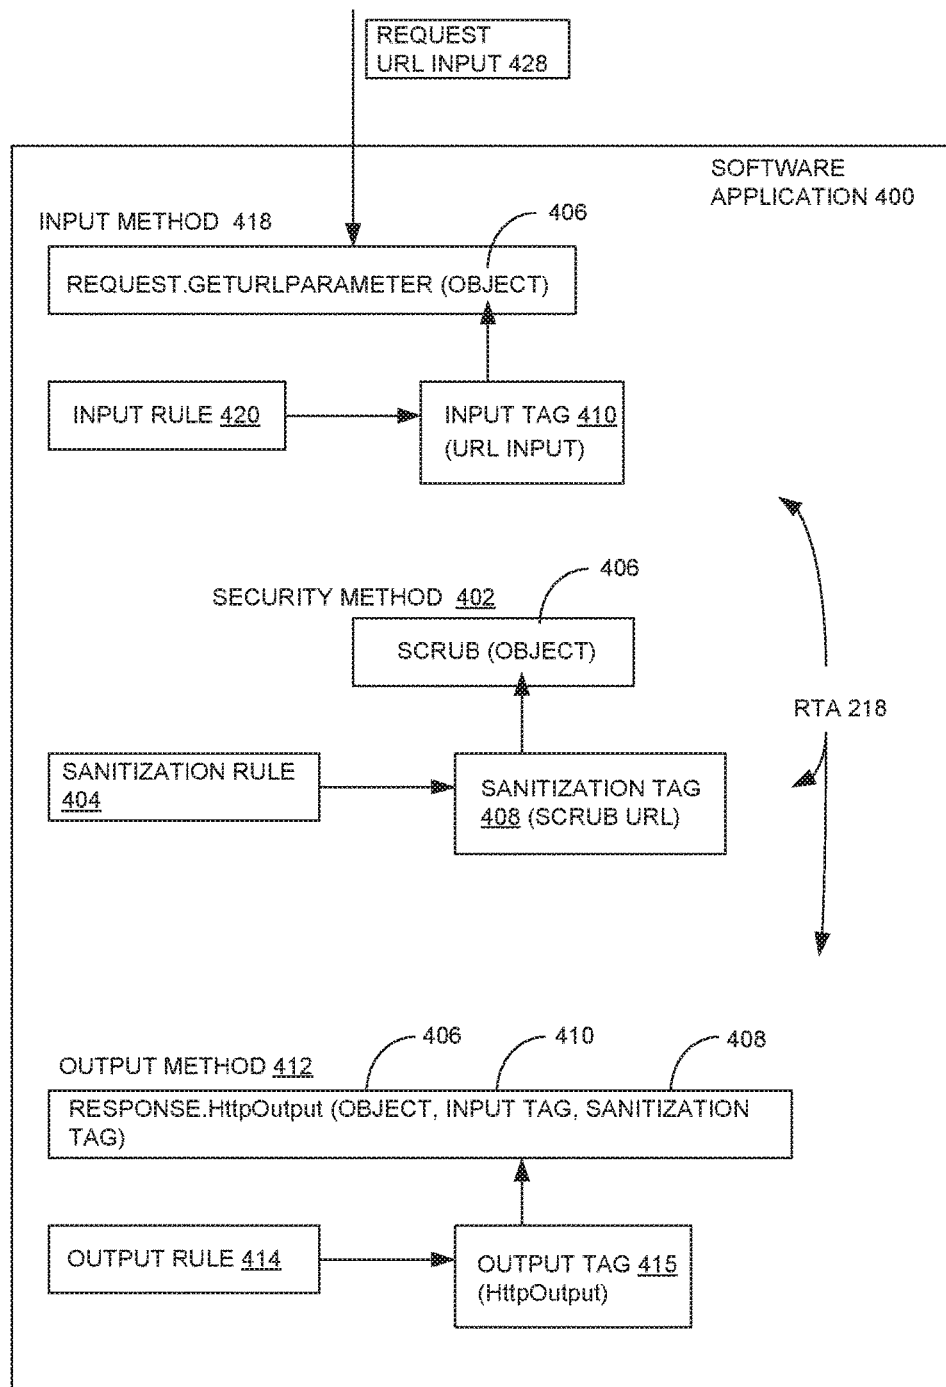 REQUEST
URL INPUT 428
SOFTWARE
APPLICATION 400
INPUT METHOD 418
406
REQUEST.GETURLPARAMETER (OBJECT)
INPUT RULE 420
INPUT TAG 410
(URL INPUT)
406
SECURITY METHOD 402
SCRUB (OBJECT)
RTA 218
SANITIZATION RULE
404
SANITIZATION TAG
408 (SCRUB URL)
406
410
408
OUTPUT METHOD 412
RESPONSE.HttpOutput (OBJECT, INPUT TAG, SANITIZATION
TAG)
OUTPUT RULE 414
OUTPUT TAG 415
(HttpOutput)